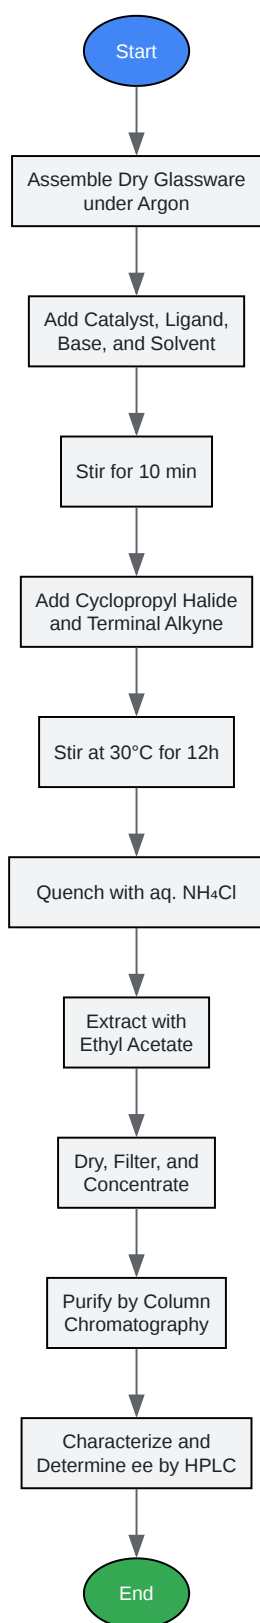 Start
Assemble Dry Glassware
under Argon
Add Catalyst, Ligand,
Base, and Solvent
Stir for 10 min
Add Cyclopropyl Halide
and Terminal Alkyne
Stir at 30°C for 12h
Quench with aq. NH₄Cl
Extract with
Ethyl Acetate
Dry, Filter, and
Concentrate
Purify by Column
Chromatography
Characterize and
Determine ee by HPLC
End